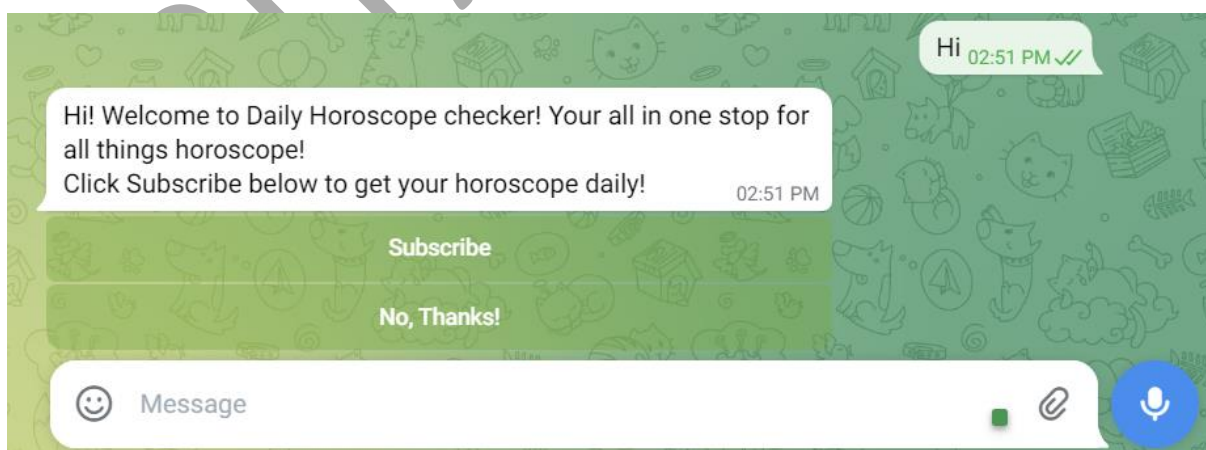 Hi 02:51 PM
Hi! Welcome to Daily Horoscope checker! Your all in one stop for
all things horoscope!
Click Subscribe below to get your horoscope daily! 02:51 PM
Subscribe
No, Thanks!
Message